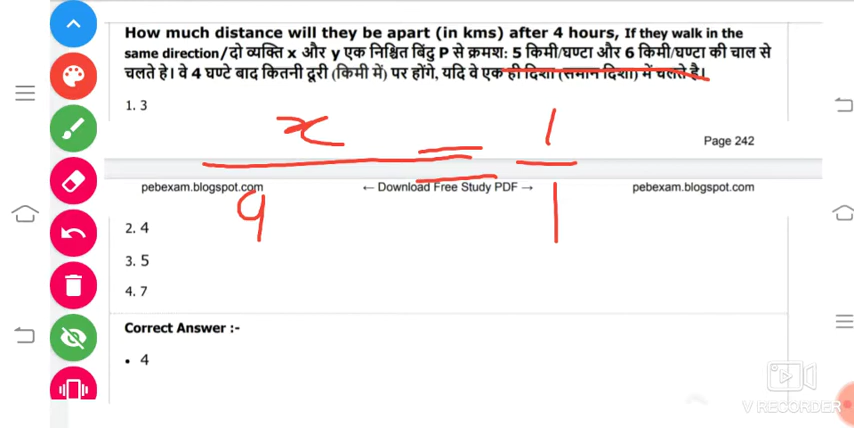 How much distance will they be apart (in kms) after 4 hours, If they walk in the
same direction/दो व्यक्ति x और y एक निश्चित बिंदु P से क्रमश: 5 किमी/घण्टा और 6 किमी/घण्टा की चाल से
चलते हे। वे 4 घण्टे बाद कितनी दूरी (किमी में) पर होंगे, यदि वे एक ही दिशा (समान दिशा) में चलते है।
1. 3
x = 1
Page 242
pebexam.blogspot.com ← Download Free Study PDF → pebexam.blogspot.com
9 1
2. 4
3. 5
4. 7
Correct Answer :-
• 4
V RECORDER